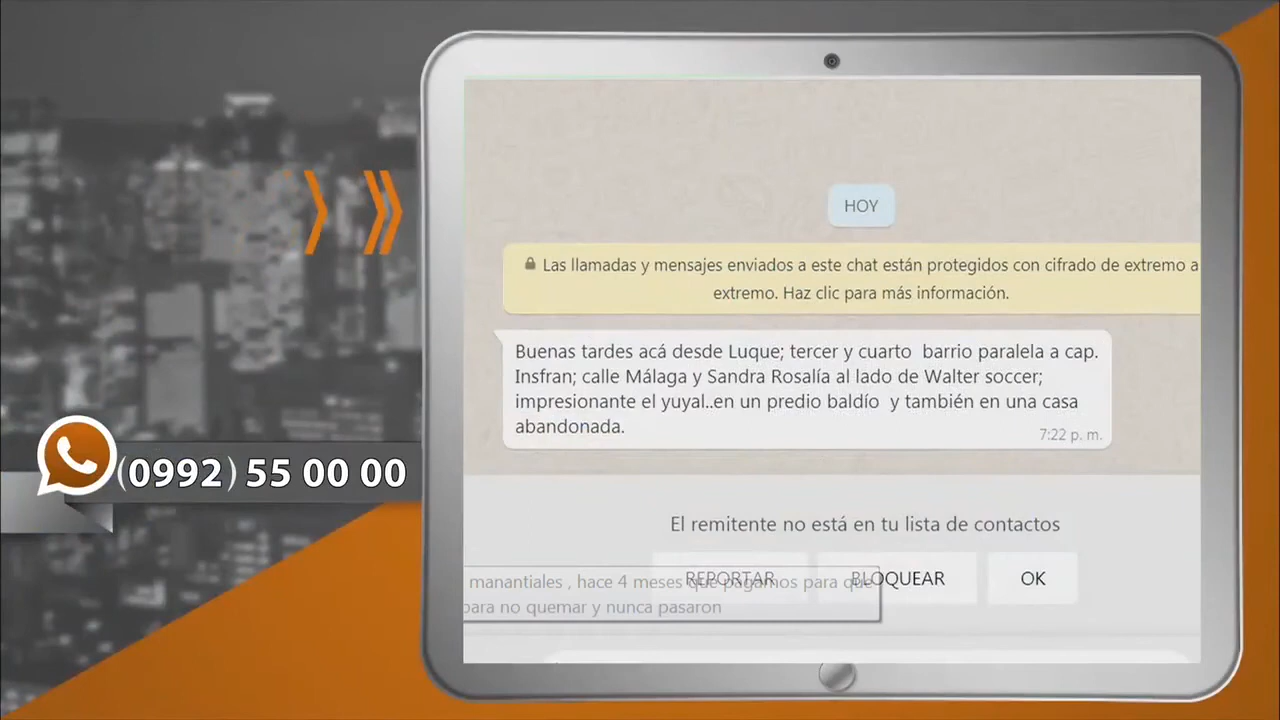 HOY
Las llamadas y mensajes enviados a este chat están protegidos con cifrado de extremo a
extremo. Haz clic para más información.
Buenas tardes acá desde Luque; tercer y cuarto  barrio paralela a cap.
Insfran; calle Málaga y Sandra Rosalía al lado de Walter soccer;
impresionante el yuyal..en un predio baldío  y también en una casa
abandonada.
7:22 p. m.
(0992) 55 00 00
El remitente no está en tu lista de contactos
REPORTAR BLOQUEAR OK
manantiales , hace 4 meses que pagamos para que
para no quemar y nunca pasaron